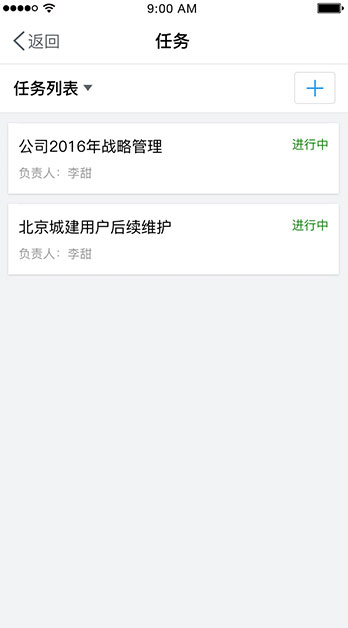 9:00 AM
返回
任务
任务列表
公司2016年战略管理
进行中
负责人：李甜
北京城建用户后续维护
进行中
负责人：李甜